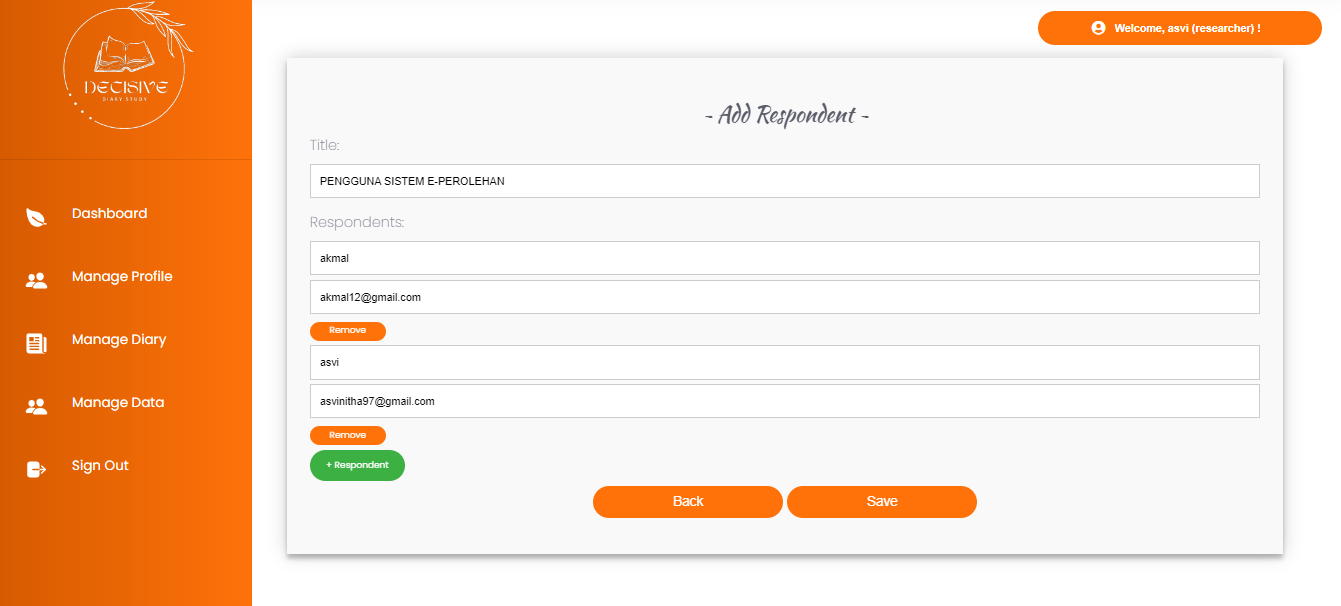 DECISIVE
DIARY STUDY
Dashboard
Manage Profile
Manage Diary
Manage Data
Sign Out
Welcome, asvi (researcher) !
~ Add Respondent ~
Title:
PENGGUNA SISTEM E-PEROLEHAN
Respondents:
akmal
akmal12@gmail.com
Remove
asvi
asvinitha97@gmail.com
Remove
+ Respondent
Back Save